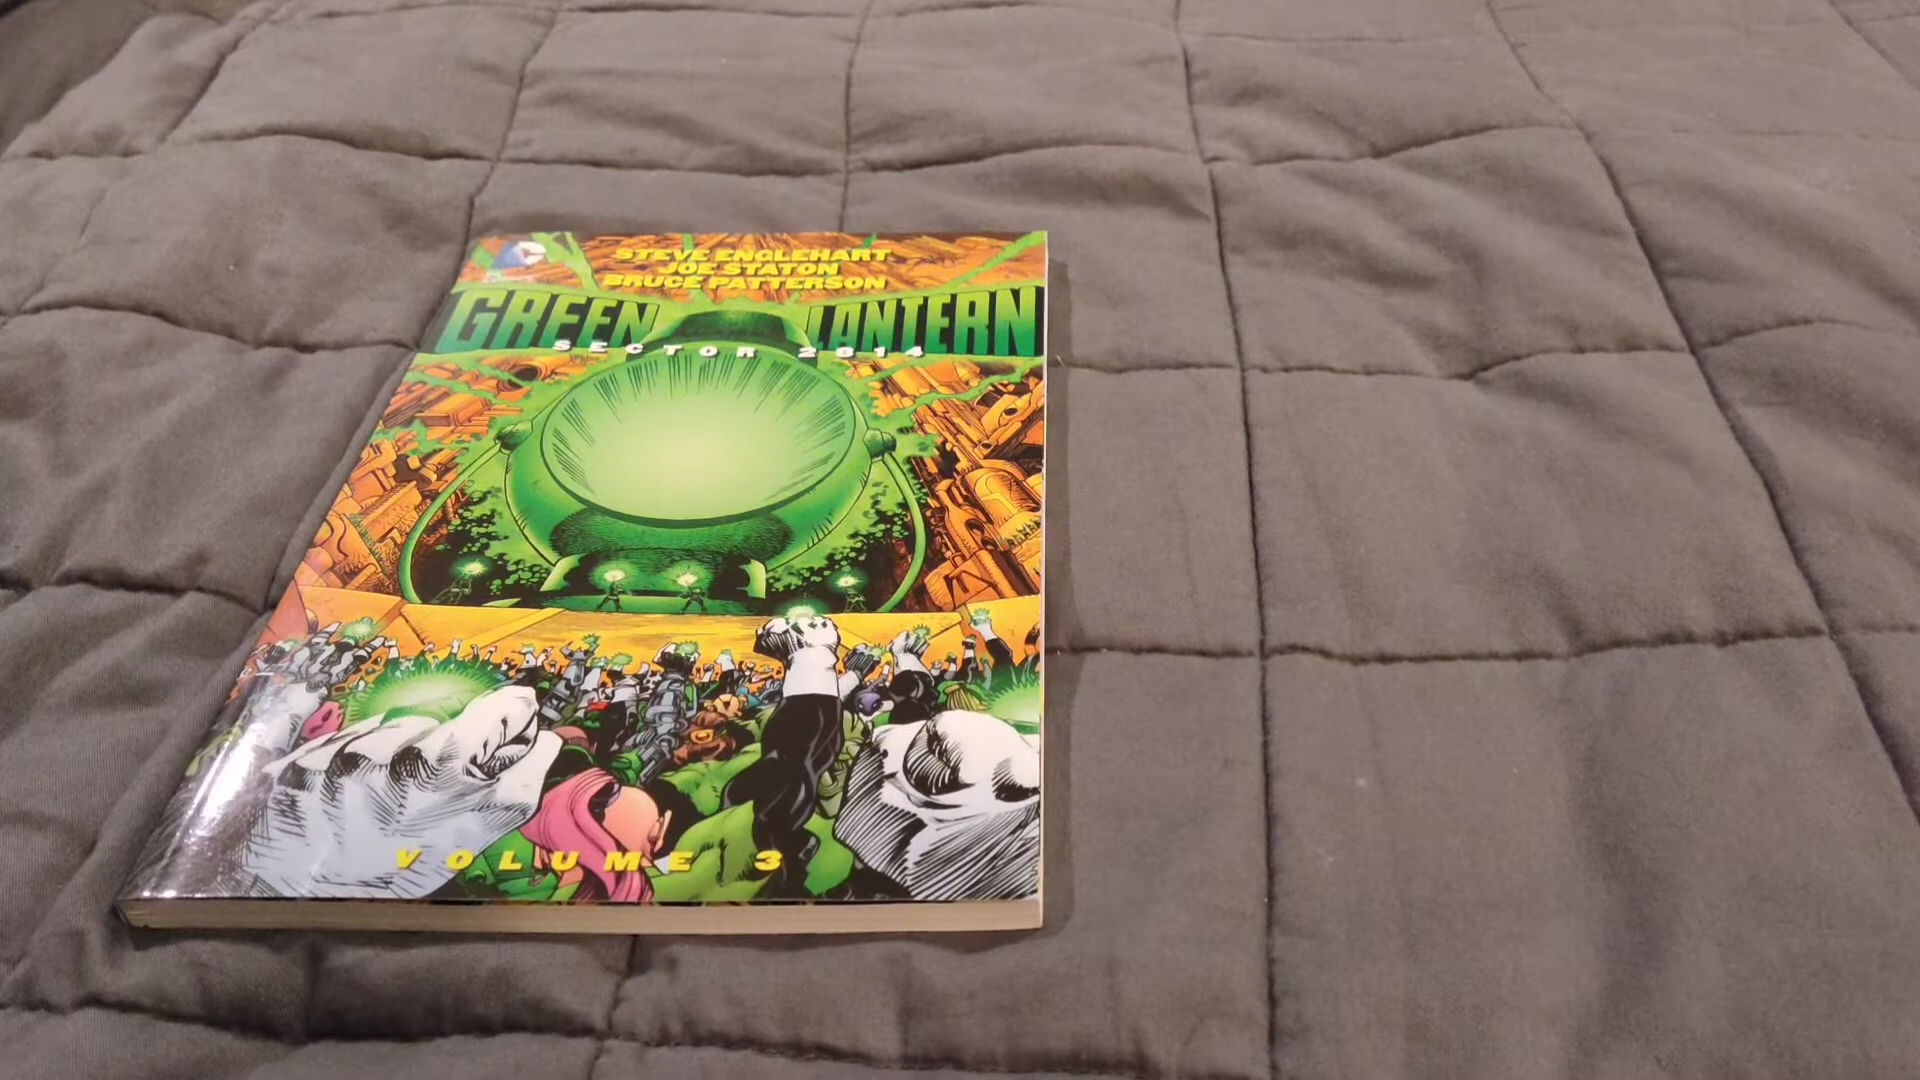 STEVE ENGLEHART
JOE STATON
BRUCE PATTERSON
GREEN LANTERN
SECTOR 2814
VOLUME 3